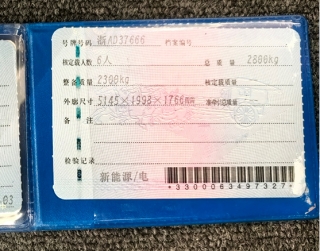 号牌号码 浙AD37666 档案编号
核定载人数 6人 总质量 2800kg
整备质量 2300kg 核定载质量
外廓尺寸 5145×1998×1766mm 准牵引总质量
备注
检验记录
新能源/电
*3300063497327*
-03